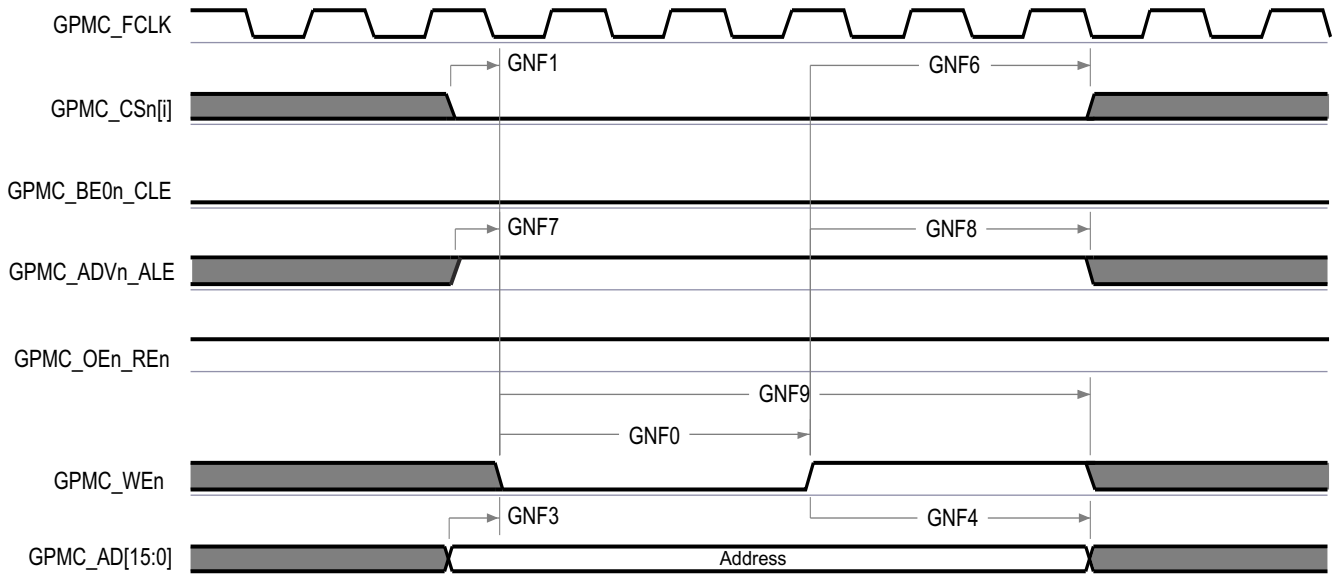 GPMC_FCLK
GNF1
GNF6
GPMC_CSn[i]
GPMC_BE0n_CLE
GNF7
GNF8
GPMC_ADVn_ALE
GPMC_OEn_REn
GNF9
GNF0
GPMC_WEn
GNF3
GNF4
GPMC_AD[15:0]
Address